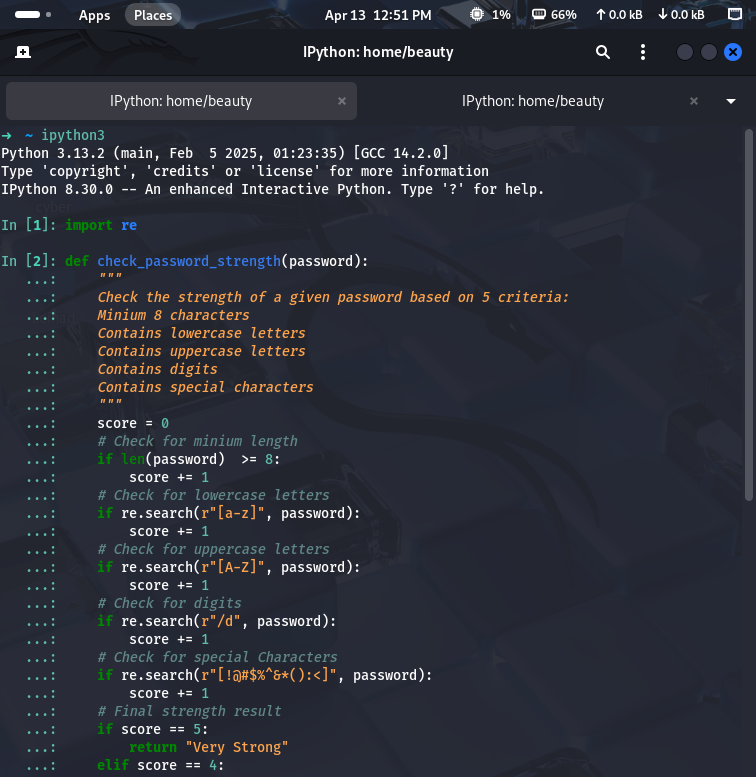 Apps Places Apr 13 12:51 PM 1% 66% ↑ 0.0 kB ↓ 0.0 kB
IPython: home/beauty
IPython: home/beauty × IPython: home/beauty ×
→ ~ ipython3
Python 3.13.2 (main, Feb  5 2025, 01:23:35) [GCC 14.2.0]
Type 'copyright', 'credits' or 'license' for more information
IPython 8.30.0 -- An enhanced Interactive Python. Type '?' for help.
In [1]: import re
In [2]: def check_password_strength(password):
   ...:     """
   ...:     Check the strength of a given password based on 5 criteria:
   ...:     Minium 8 characters
   ...:     Contains lowercase letters
   ...:     Contains uppercase letters
   ...:     Contains digits
   ...:     Contains special characters
   ...:     """
   ...:     score = 0
   ...:     # Check for minium length
   ...:     if len(password)  >= 8:
   ...:         score += 1
   ...:     # Check for lowercase letters
   ...:     if re.search(r"[a-z]", password):
   ...:         score += 1
   ...:     # Check for uppercase letters
   ...:     if re.search(r"[A-Z]", password):
   ...:         score += 1
   ...:     # Check for digits
   ...:     if re.search(r"/d", password):
   ...:         score += 1
   ...:     # Check for special Characters
   ...:     if re.search(r"[!@#$%^&*():<]", password):
   ...:         score += 1
   ...:     # Final strength result
   ...:     if score == 5:
   ...:         return "Very Strong"
   ...:     elif score == 4: